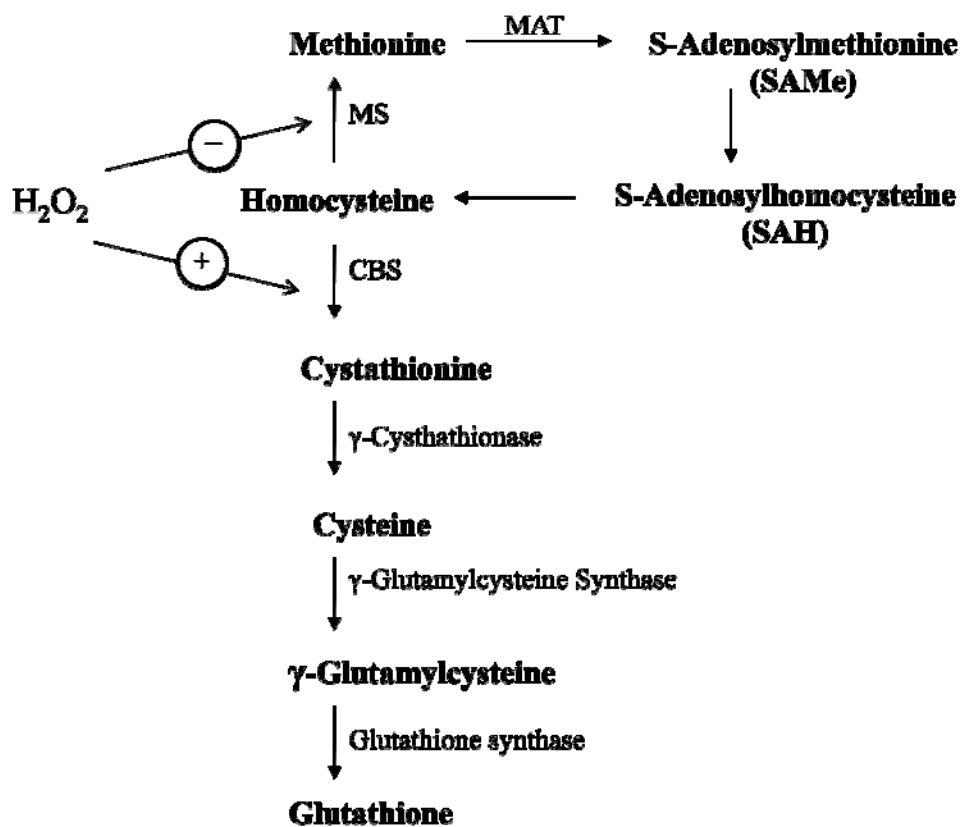 Methionine
MAT
S-Adenosylmethionine
(SAMe)
−
MS
H₂O₂
Homocysteine
S-Adenosylhomocysteine
(SAH)
+
CBS
Cystathionine
γ-Cysthathionase
Cysteine
γ-Glutamylcysteine Synthase
γ-Glutamylcysteine
Glutathione synthase
Glutathione